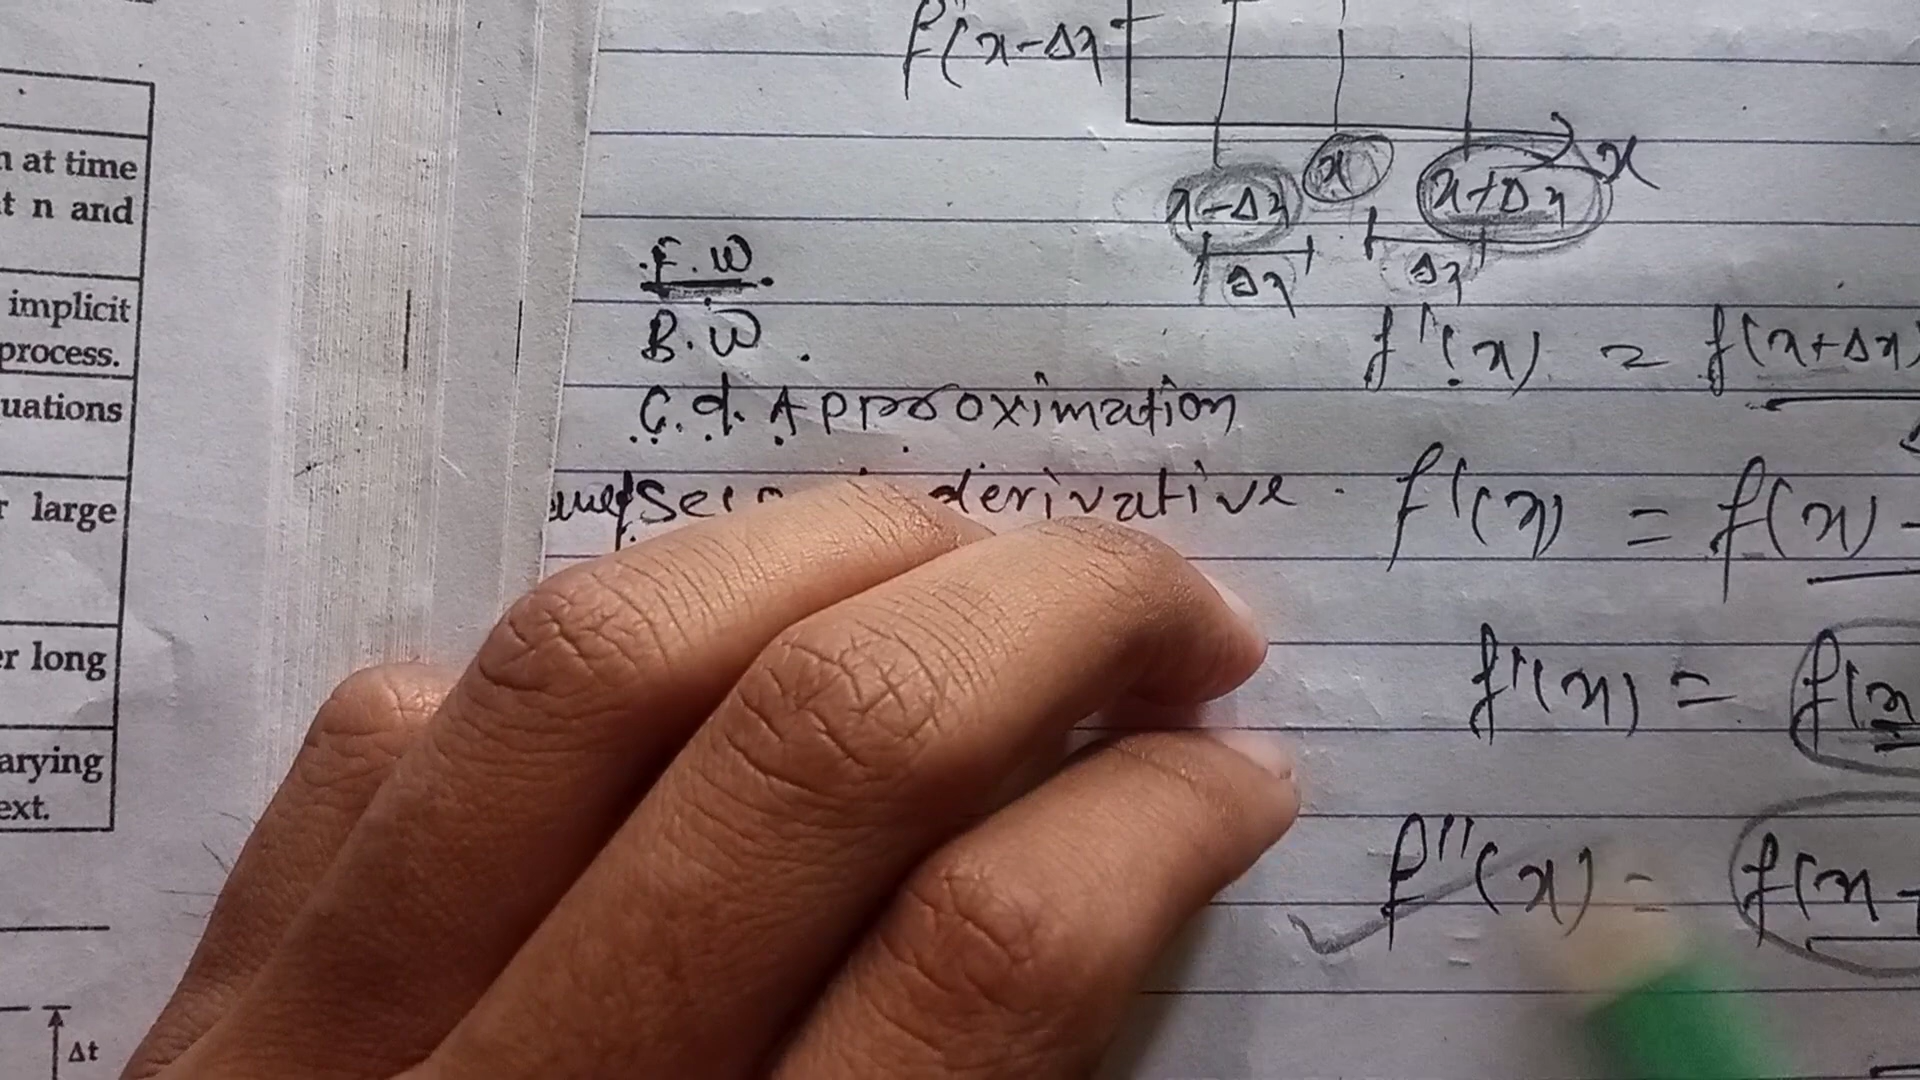 n at time
t n and
implicit
process.
uations
r large
er long
arying
ext.
Δt
f(x-Δx
x-Δx
x
x+Δx
x
Δx
Δx
F.W.
B.W.
C.d. Approximation
derivative
f'(x) = f(x+Δx)
f'(x) = f(x) -
f'(x) = f(x
f''(x) = f(x+